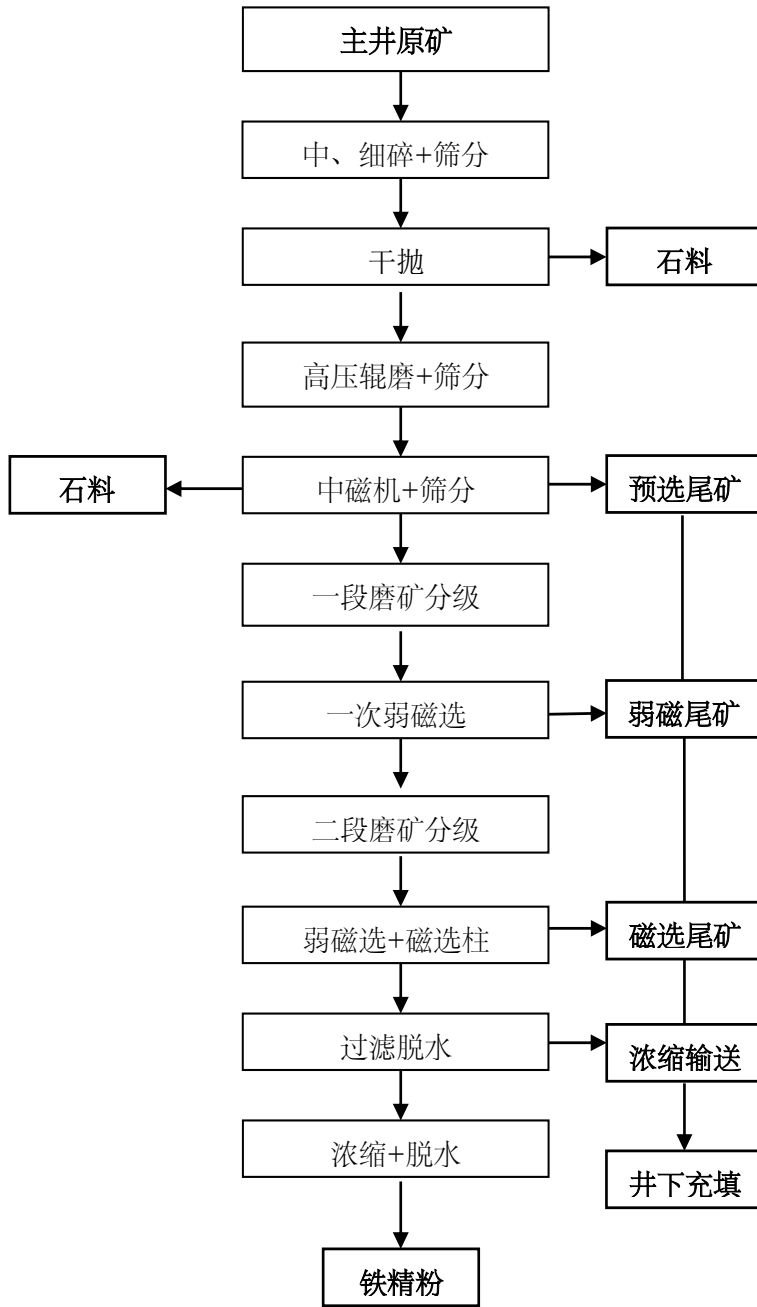 主井原矿
中、细碎+筛分
干抛
石料
高压辊磨+筛分
石料
中磁机+筛分
预选尾矿
一段磨矿分级
一次弱磁选
弱磁尾矿
二段磨矿分级
弱磁选+磁选柱
磁选尾矿
过滤脱水
浓缩输送
浓缩+脱水
井下充填
铁精粉